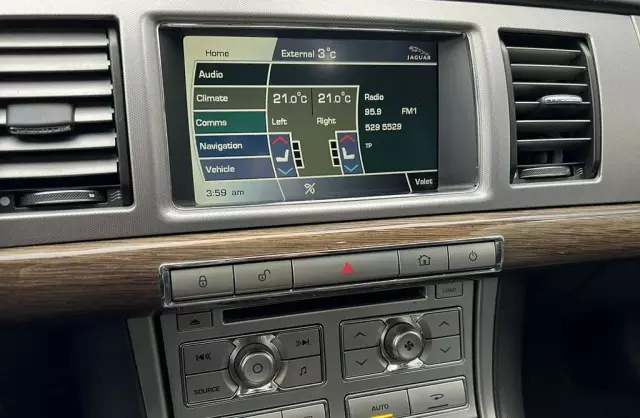 Home External 3°c JAGUAR
Audio
Climate 21.0°c 21.0°c Radio
95.9 FM1
Comms Left Right 529 5529
Navigation TP
Vehicle
3:59 am Valet
LOAD
SOURCE
AUTO